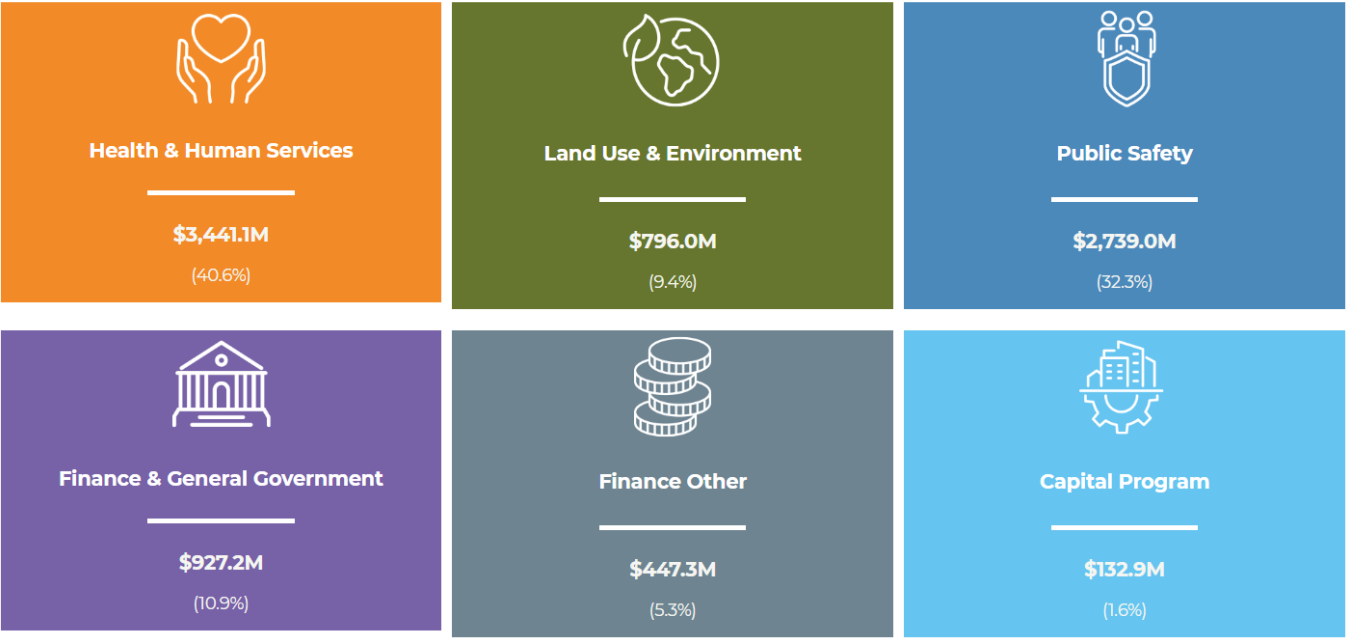 Health & Human Services
$3,441.1M
(40.6%)
Land Use & Environment
$796.0M
(9.4%)
Public Safety
$2,739.0M
(32.3%)
Finance & General Government
$927.2M
(10.9%)
Finance Other
$447.3M
(5.3%)
Capital Program
$132.9M
(1.6%)